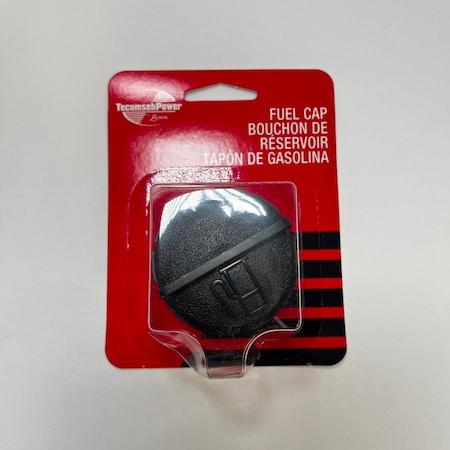 TecumsehPower
FUEL CAP
BOUCHON DE
RÉSERVOIR
TAPÓN DE GASOLINA